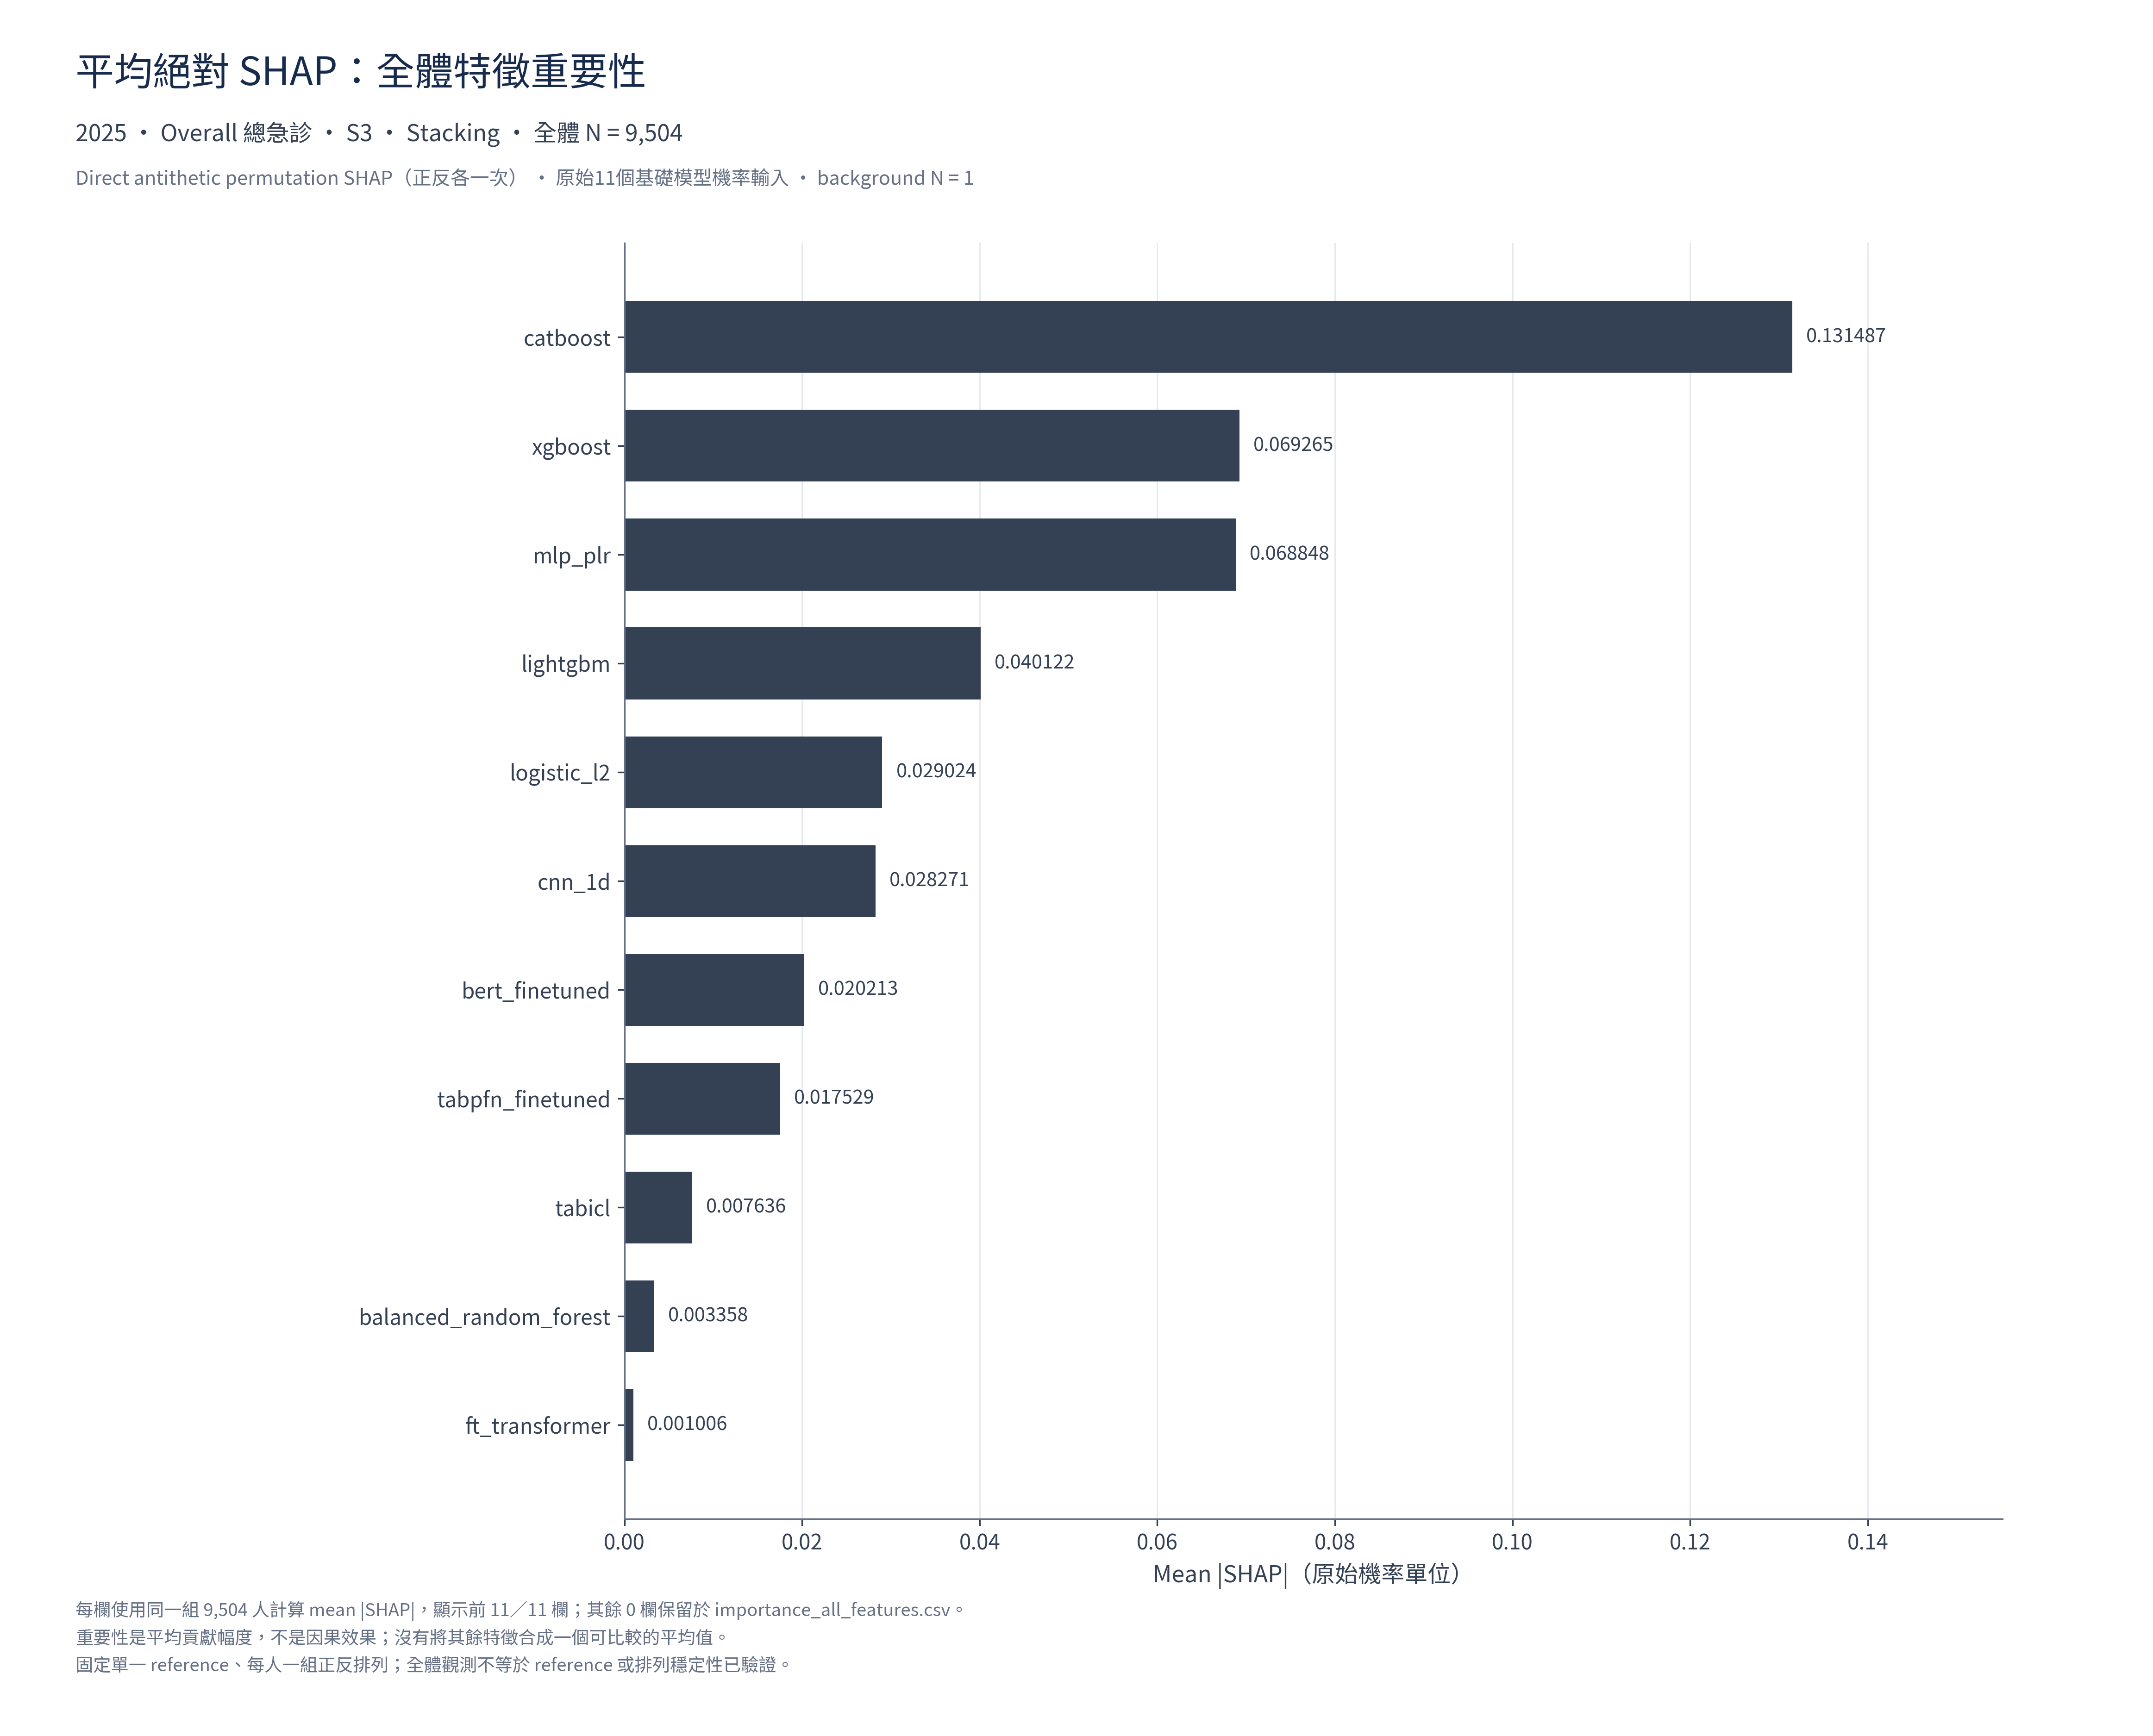 平均絕對 SHAP：全體特徵重要性
2025 • Overall 總急診 • S3 • Stacking • 全體 N = 9,504
Direct antithetic permutation SHAP（正反各一次） • 原始11個基礎模型機率輸入 • background N = 1
catboost 0.131487
xgboost 0.069265
mlp_plr 0.068848
lightgbm 0.040122
logistic_l2 0.029024
cnn_1d 0.028271
bert_finetuned 0.020213
tabpfn_finetuned 0.017529
tabicl 0.007636
balanced_random_forest 0.003358
ft_transformer 0.001006
0.00 0.02 0.04 0.06 0.08 0.10 0.12 0.14
Mean |SHAP|（原始機率單位）
每欄使用同一組 9,504 人計算 mean |SHAP|，顯示前 11／11 欄；其餘 0 欄保留於 importance_all_features.csv。
重要性是平均貢獻幅度，不是因果效果；沒有將其餘特徵合成一個可比較的平均值。
固定單一 reference、每人一組正反排列；全體觀測不等於 reference 或排列穩定性已驗證。